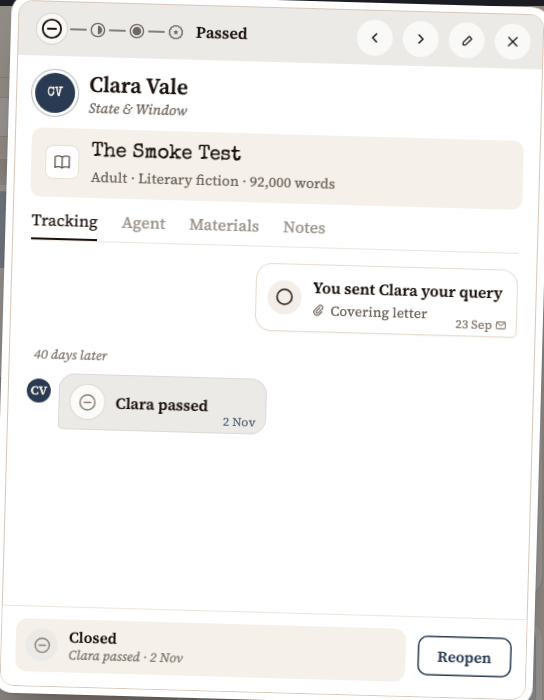 Passed
CV
Clara Vale
State & Window
The Smoke Test
Adult · Literary fiction · 92,000 words
Tracking Agent Materials Notes
You sent Clara your query
Covering letter
23 Sep
40 days later
CV
Clara passed
2 Nov
Closed
Clara passed · 2 Nov
Reopen